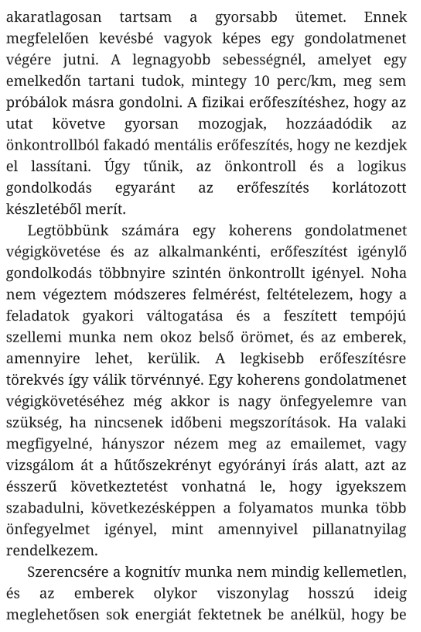 akaratlagosan tartsam a gyorsabb ütemet. Ennek
megfelelően kevésbé vagyok képes egy gondolatmenet
végére jutni. A legnagyobb sebességnél, amelyet egy
emelkedőn tartani tudok, mintegy 10 perc/km, meg sem
próbálok másra gondolni. A fizikai erőfeszítéshez, hogy az
utat követve gyorsan mozogjak, hozzáadódik az
önkontrollból fakadó mentális erőfeszítés, hogy ne kezdjek
el lassítani. Úgy tűnik, az önkontroll és a logikus
gondolkodás egyaránt az erőfeszítés korlátozott
készletéből merít.
Legtöbbünk számára egy koherens gondolatmenet
végigkövetése és az alkalmankénti, erőfeszítést igénylő
gondolkodás többnyire szintén önkontrollt igényel. Noha
nem végeztem módszeres felmérést, feltételezem, hogy a
feladatok gyakori váltogatása és a feszített tempójú
szellemi munka nem okoz belső örömet, és az emberek,
amennyire lehet, kerülik. A legkisebb erőfeszítésre
törekvés így válik törvénnyé. Egy koherens gondolatmenet
végigkövetéséhez még akkor is nagy önfegyelemre van
szükség, ha nincsenek időbeni megszorítások. Ha valaki
megfigyelné, hányszor nézem meg az emailemet, vagy
vizsgálom át a hűtőszekrényt egyórányi írás alatt, azt az
ésszerű következtetést vonhatná le, hogy igyekszem
szabadulni, következésképpen a folyamatos munka több
önfegyelmet igényel, mint amennyivel pillanatnyilag
rendelkezem.
Szerencsére a kognitív munka nem mindig kellemetlen,
és az emberek olykor viszonylag hosszú ideig
meglehetősen sok energiát fektetnek be anélkül, hogy be